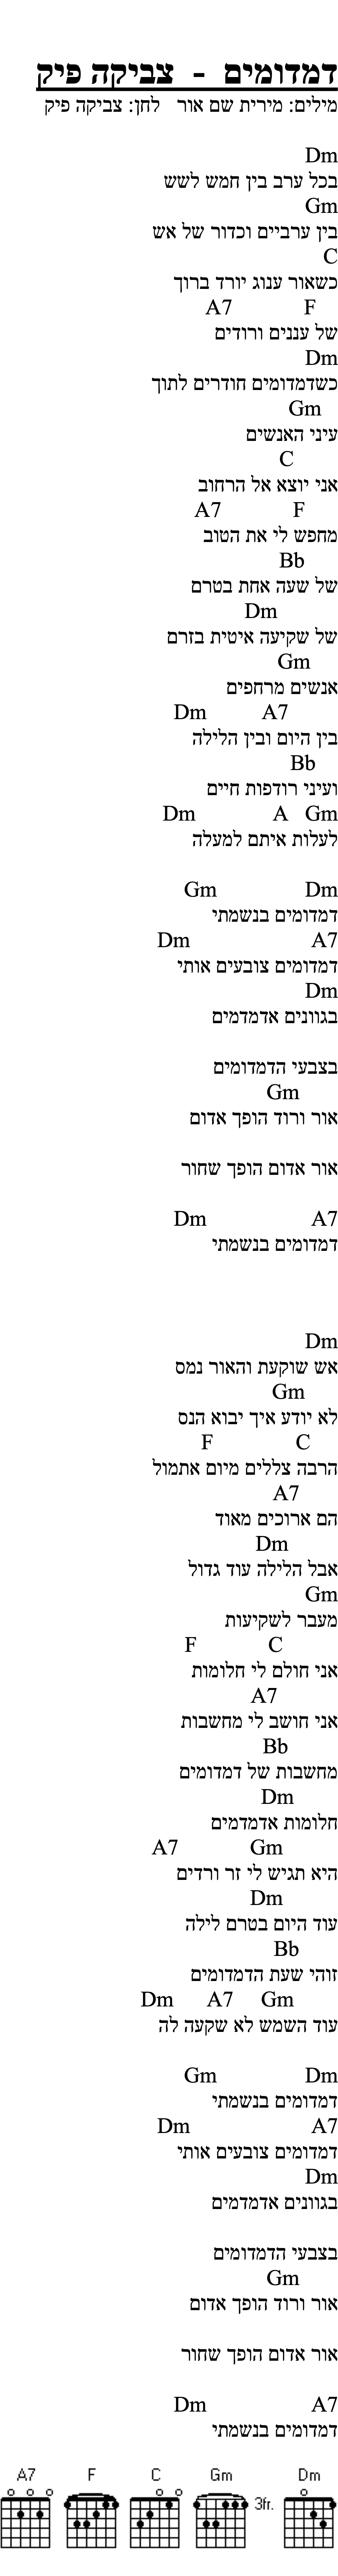 דמדומים - צביקה פיק
מילים: מירית שם אור לחן: צביקה פיק
Dm
בכל ערב בין חמש לשש
Gm
בין ערביים וכדור של אש
C
כשאור ענוג יורד ברוך
F A7
של עננים ורודים
Dm
כשדמדומים חודרים לתוך
Gm
עיני האנשים
C
אני יוצא אל הרחוב
F A7
מחפש לי את הטוב
Bb
של שעה אחת בטרם
Dm
של שקיעה איטית בזרם
Gm
אנשים מרחפים
A7 Dm
בין היום ובין הלילה
Bb
ועיני רודפות חיים
Gm A Dm
לעלות איתם למעלה
Dm Gm
דמדומים בנשמתי
A7 Dm
דמדומים צובעים אותי
Dm
בגוונים אדמדמים
בצבעי הדמדומים
Gm
אור ורוד הופך אדום
אור אדום הופך שחור
A7 Dm
דמדומים בנשמתי
Dm
אש שוקעת והאור נמס
Gm
לא יודע איך יבוא הנס
C F
הרבה צללים מיום אתמול
A7
הם ארוכים מאוד
Dm
אבל הלילה עוד גדול
Gm
מעבר לשקיעות
C F
אני חולם לי חלומות
A7
אני חושב לי מחשבות
Bb
מחשבות של דמדומים
Dm
חלומות אדמדמים
Gm A7
היא תגיש לי זר ורדים
Dm
עוד היום בטרם לילה
Bb
זוהי שעת הדמדומים
Gm A7 Dm
עוד השמש לא שקעה לה
Dm Gm
דמדומים בנשמתי
A7 Dm
דמדומים צובעים אותי
Dm
בגוונים אדמדמים
בצבעי הדמדומים
Gm
אור ורוד הופך אדום
אור אדום הופך שחור
A7 Dm
דמדומים בנשמתי
A7 F C Gm Dm
3fr.